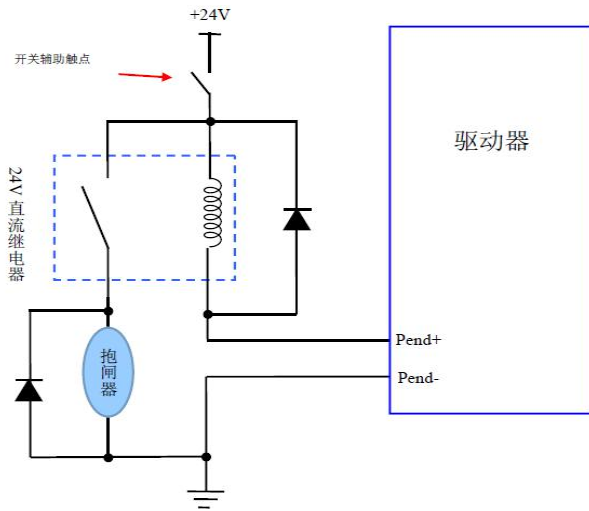 +24V
开关辅助触点
驱动器
24V 直流继电器
Pend+
抱闸器
Pend-